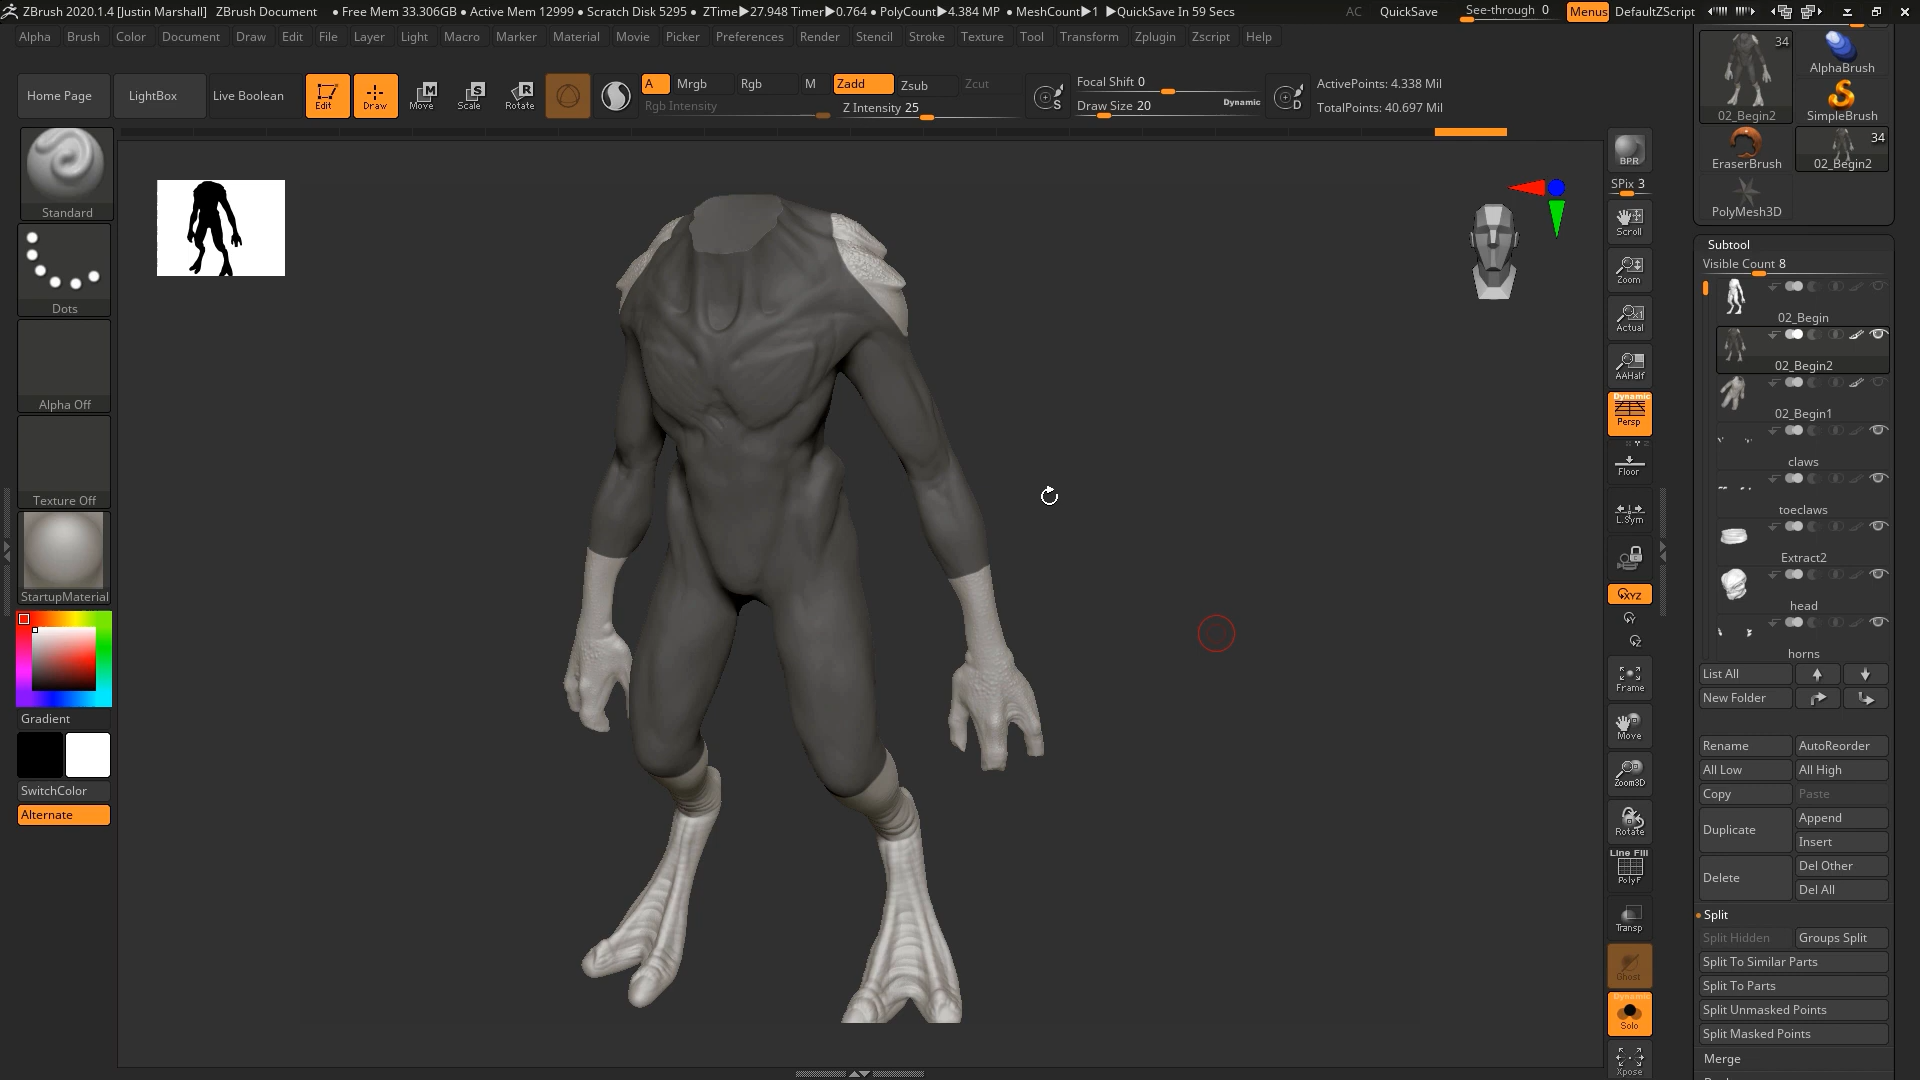 ZBrush 2020.1.4 [Justin Marshall] ZBrush Document ● Free Mem 33.306GB ● Active Mem 12999 ● Scratch Disk 5295 ● ZTime▶27.948 Timer▶0.764 ● PolyCount▶4.384 MP ● MeshCount▶1 ▶QuickSave In 59 Secs AC QuickSave See-through 0 Menus DefaultZScript
Alpha Brush Color Document Draw Edit File Layer Light Macro Marker Material Movie Picker Preferences Render Stencil Stroke Texture Tool Transform Zplugin Zscript Help
Home Page LightBox Live Boolean Edit Draw Move Scale Rotate
A Mrgb Rgb M Zadd Zsub Zcut
Rgb Intensity Z Intensity 25
Focal Shift 0
Draw Size 20 Dynamic
ActivePoints: 4.338 Mil
TotalPoints: 40.697 Mil
Standard
Dots
Alpha Off
Texture Off
StartupMaterial
Gradient
SwitchColor
Alternate
BPR
SPix 3
Scroll
Zoom
Actual
AAHalf
Dynamic
Persp
Floor
L.Sym
XYZ
Y
Z
Frame
Move
Zoom3D
Rotate
Line Fill
PolyF
Transp
Ghost
Dynamic
Solo
Xpose
34
02_Begin2
AlphaBrush
SimpleBrush
EraserBrush
34
02_Begin2
PolyMesh3D
Subtool
Visible Count 8
02_Begin
02_Begin2
02_Begin1
claws
toeclaws
Extract2
head
horns
List All
New Folder
Rename AutoReorder
All Low All High
Copy Paste
Duplicate Append
Insert
Delete Del Other
Del All
Split
Split Hidden Groups Split
Split To Similar Parts
Split To Parts
Split Unmasked Points
Split Masked Points
Merge